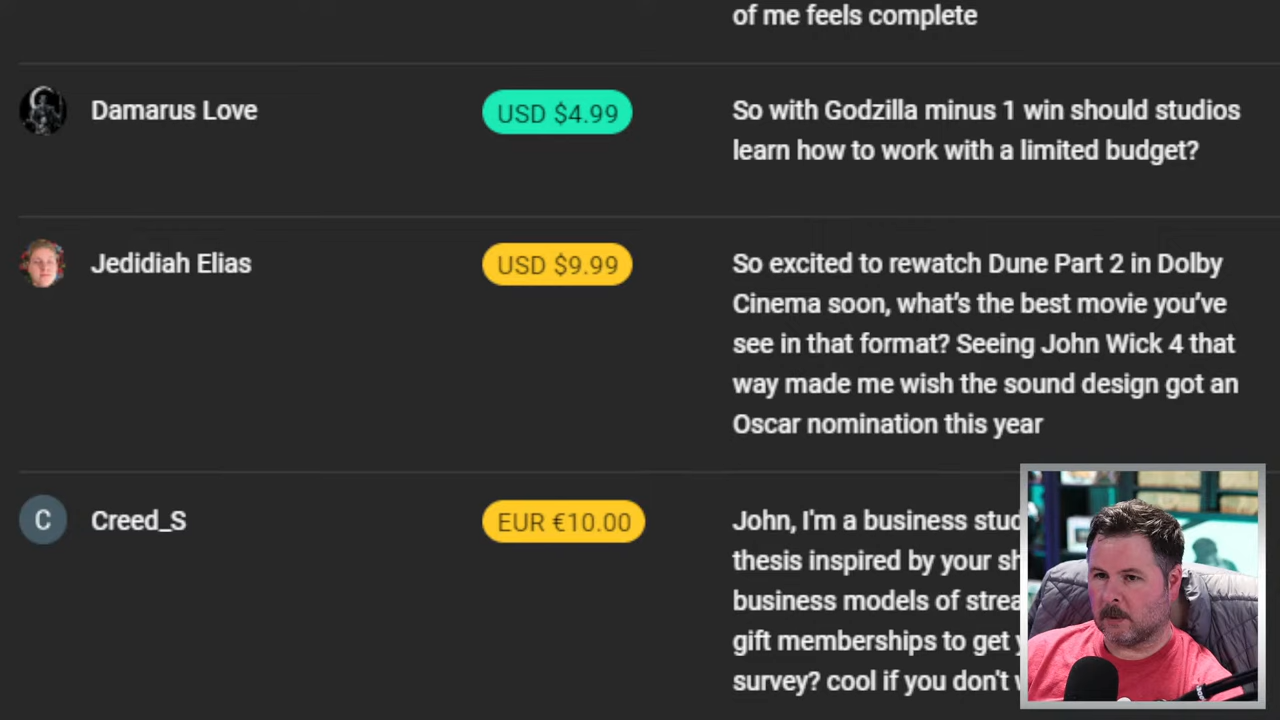 of me feels complete
Damarus Love
USD $4.99
So with Godzilla minus 1 win should studios
learn how to work with a limited budget?
Jedidiah Elias
USD $9.99
So excited to rewatch Dune Part 2 in Dolby
Cinema soon, what's the best movie you've
see in that format? Seeing John Wick 4 that
way made me wish the sound design got an
Oscar nomination this year
C
Creed_S
EUR €10.00
John, I'm a business
thesis inspired by your
business models of
gift memberships to get
survey? cool if you don't